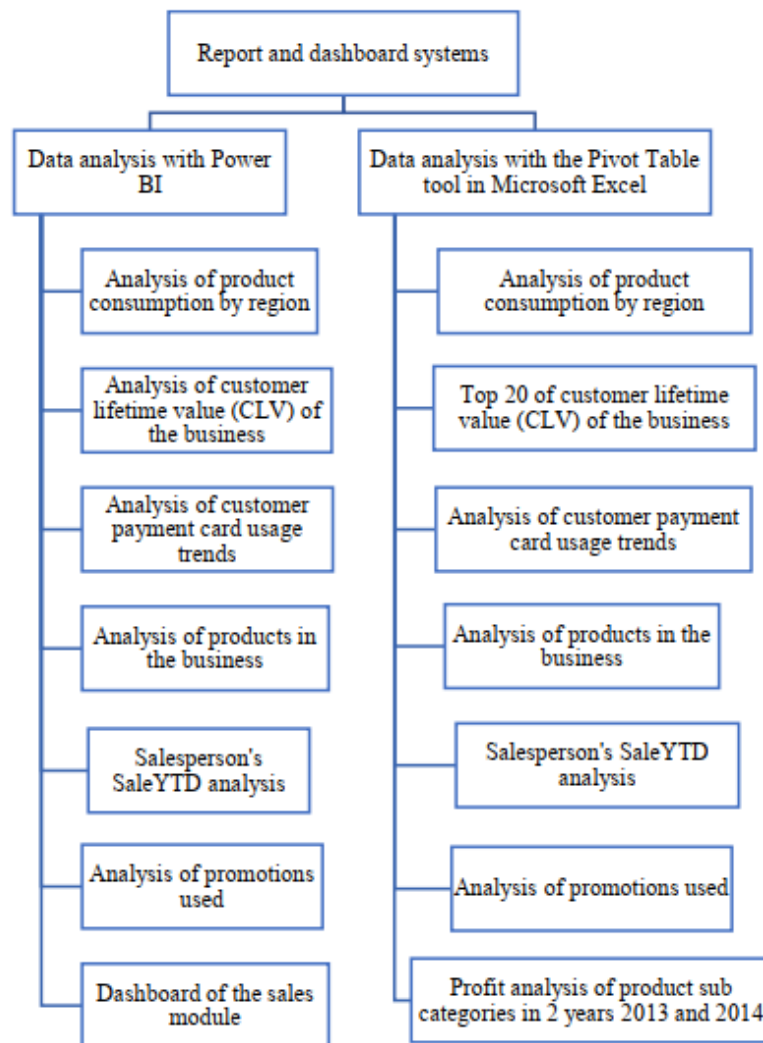 Report and dashboard systems
Data analysis with Power
BI
Analysis of product
consumption by region
Analysis of customer
lifetime value (CLV) of
the business
Analysis of customer
payment card usage
trends
Analysis of products in
the business
Salesperson's
SaleYTD analysis
Analysis of promotions
used
Dashboard of the sales
module
Data analysis with the Pivot Table
tool in Microsoft Excel
Analysis of product
consumption by region
Top 20 of customer lifetime
value (CLV) of the business
Analysis of customer payment
card usage trends
Analysis of products in the
business
Salesperson's SaleYTD
analysis
Analysis of promotions used
Profit analysis of product sub
categories in 2 years 2013 and 2014